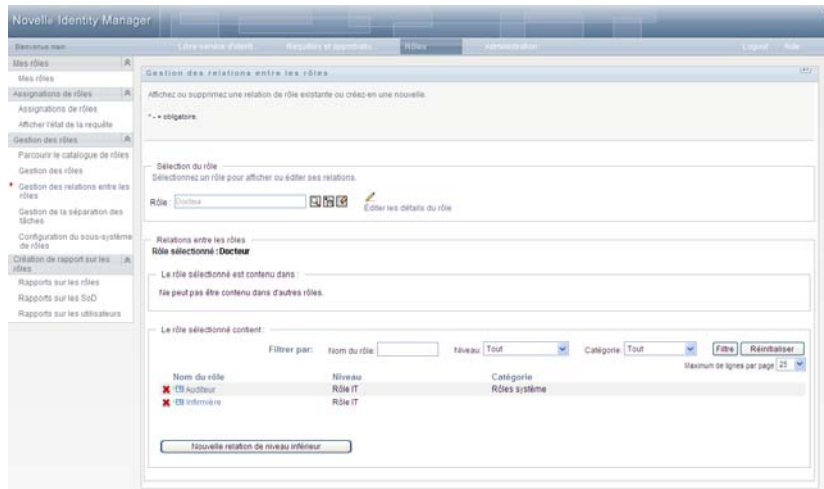 Novell® Identity Manager
Bienvenue
Rôles
Administration
Logout
Aide
Mes rôles
Mes rôles
Assignations de rôles
Assignations de rôles
Afficher l'état de la requête
Gestion des rôles
Parcourir le catalogue de rôles
Gestion des rôles
* Gestion des relations entre les
rôles
Gestion de la séparation des
tâches
Configuration du sous-système
de rôles
Création de rapport sur les
rôles
Rapports sur les rôles
Rapports sur les SoD
Rapports sur les utilisateurs
Gestion des relations entre les rôles
Affichez ou supprimez une relation de rôle existante ou créez-en une nouvelle.
* - = obligatoire.
Sélection du rôle
Sélectionnez un rôle pour afficher ou éditer ses relations.
Rôle : Docteur
Éditer les détails du rôle
Relations entre les rôles
Rôle sélectionné : Docteur
Le rôle sélectionné est contenu dans :
Ne peut pas être contenu dans d'autres rôles.
Le rôle sélectionné contient :
Filtrer par: Nom du rôle: Niveau: Tout Catégorie: Tout Filtre Réinitialiser
Maximum de lignes par page 25
Nom du rôle Niveau Catégorie
Auditeur Rôle IT Rôles système
Infirmière Rôle IT
Nouvelle relation de niveau inférieur